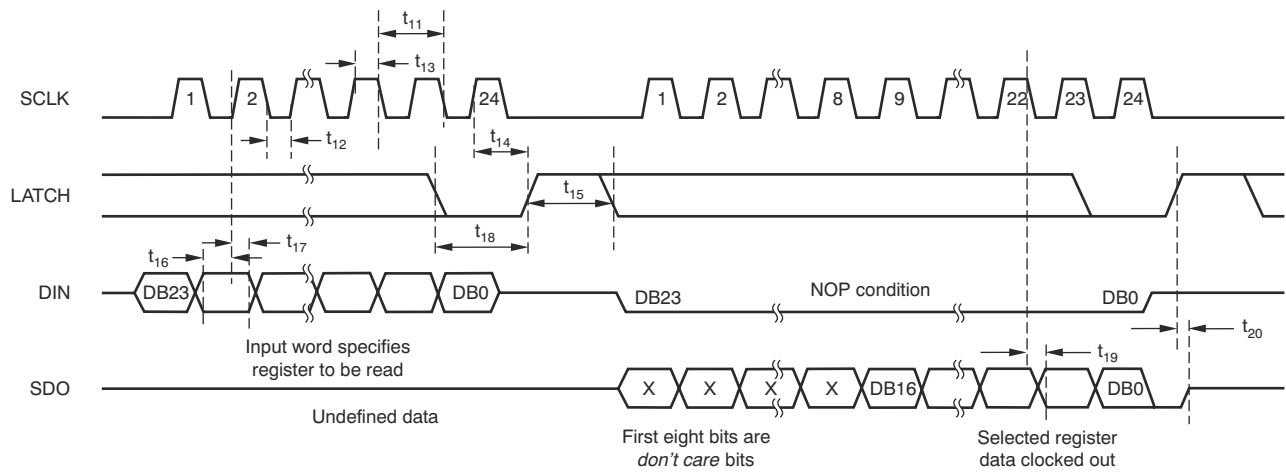 t11
t13
SCLK
1
2
24
1
2
8
9
22
23
24
t12
t14
LATCH
t15
t18
t16
t17
DIN
DB23
DB0
DB23
NOP condition
DB0
t20
Input word specifies
register to be read
t19
SDO
X
X
X
X
DB16
DB0
Undefined data
First eight bits are
don't care bits
Selected register
data clocked out